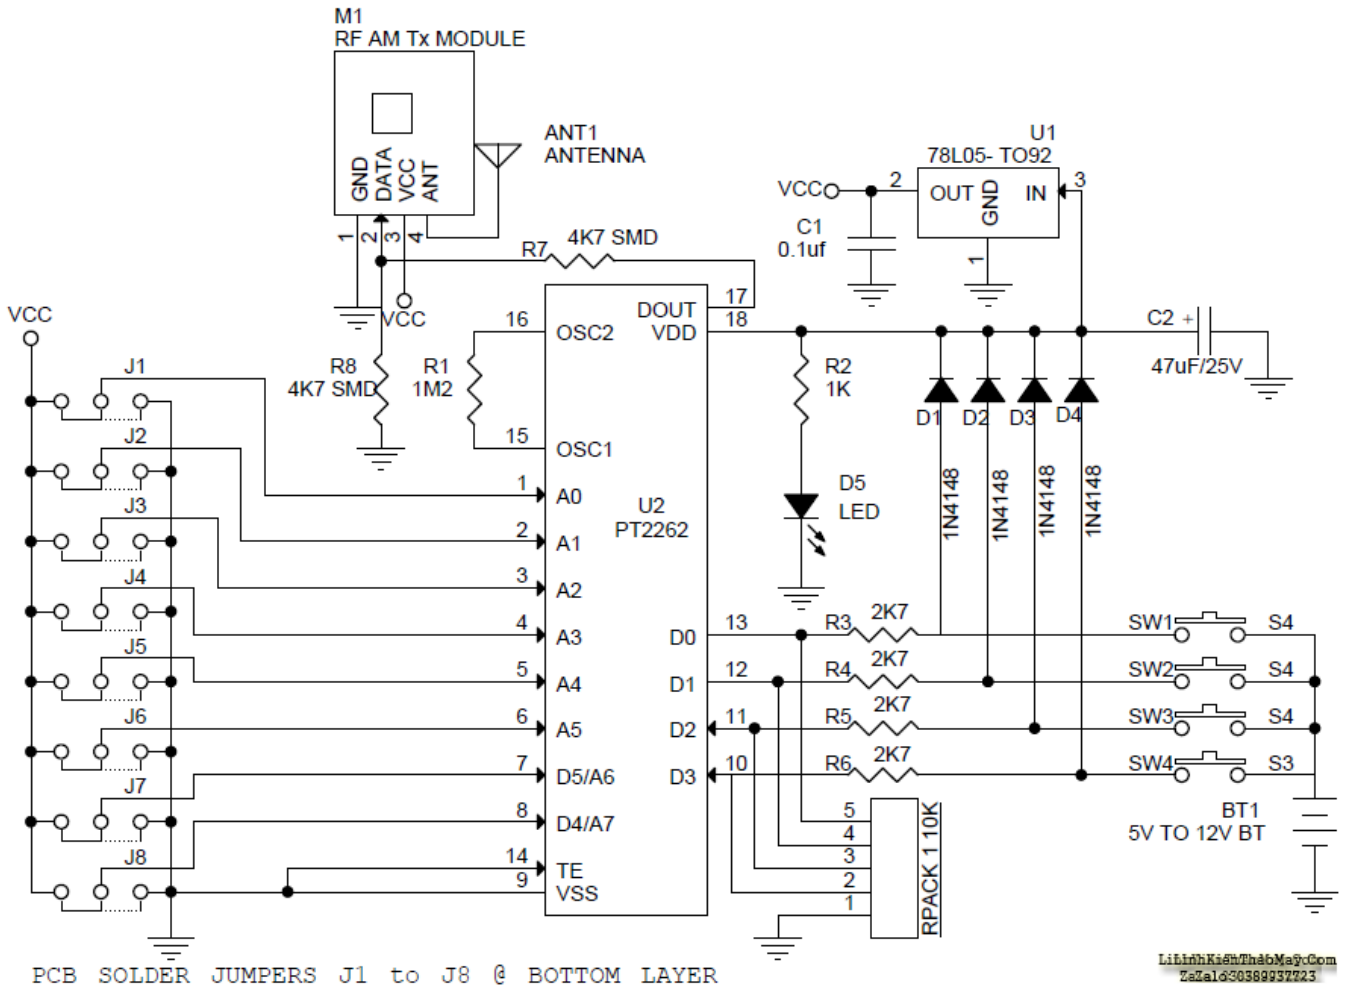 M1
RF AM Tx MODULE
GND
DATA
VCC
ANT
1
2
3
4
ANT1
ANTENNA
VCC
R7
4K7 SMD
R8
4K7 SMD
R1
1M2
U1
78L05- TO92
VCC
2
OUT
GND
IN
3
1
C1
0.1uf
C2
+
47uF/25V
VCC
J1
J2
J3
J4
J5
J6
J7
J8
16
OSC2
15
OSC1
1
A0
2
A1
3
A2
4
A3
5
A4
6
A5
7
D5/A6
8
D4/A7
14
TE
9
VSS
U2
PT2262
DOUT
17
VDD
18
D0
13
D1
12
D2
11
D3
10
R2
1K
D5
LED
D1
D2
D3
D4
1N4148
1N4148
1N4148
1N4148
R3
2K7
R4
2K7
R5
2K7
R6
2K7
SW1
S4
SW2
S4
SW3
S4
SW4
S3
BT1
5V TO 12V BT
5
4
3
2
1
RPACK 1 10K
PCB SOLDER JUMPERS J1 to J8 @ BOTTOM LAYER